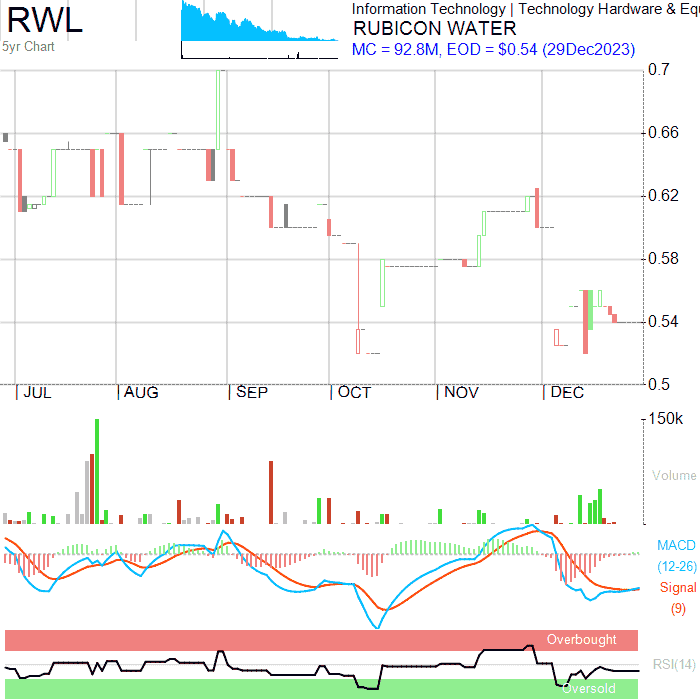 RWL
5yr Chart
Information Technology | Technology Hardware & Equ
RUBICON WATER
MC = 92.8M, EOD = $0.54 (29Dec2023)
0.7
0.66
0.62
0.58
0.54
0.5
JUL AUG SEP OCT NOV DEC
150k
Volume
MACD
(12-26)
Signal
(9)
Overbought
RSI(14)
Oversold